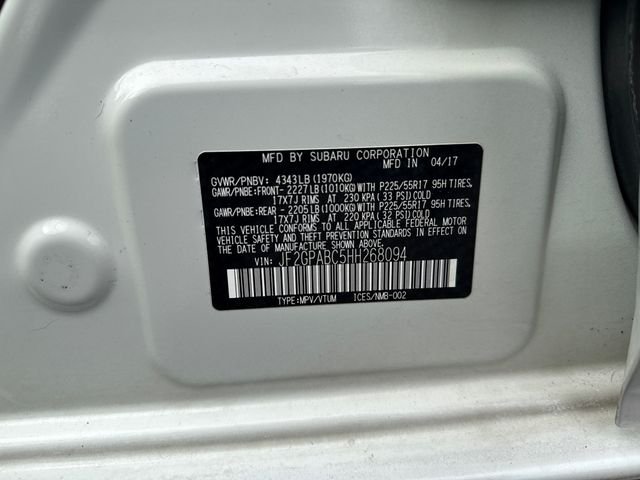 MFD BY SUBARU CORPORATION
MFD IN 04/17
GVWR/PNBV: 4343LB(1970KG)
GAWR/PNBE:FRONT- 2227LB(1010KG)WITH P225/55R17 95H TIRES,
17X7J RIMS AT 230 KPA(33 PSI)COLD
GAWR/PNBE:REAR - 2205LB(1000KG)WITH P225/55R17 95H TIRES,
17X7J RIMS AT 220 KPA(32 PSI)COLD
THIS VEHICLE CONFORMS TO ALL APPLICABLE FEDERAL MOTOR
VEHICLE SAFETY AND THEFT PREVENTION STANDARDS IN EFFECT ON
THE DATE OF MANUFACTURE SHOWN ABOVE.
VIN: JF2GPABC5HH268094
TYPE:MPV/VTUM ICES/NMB-002